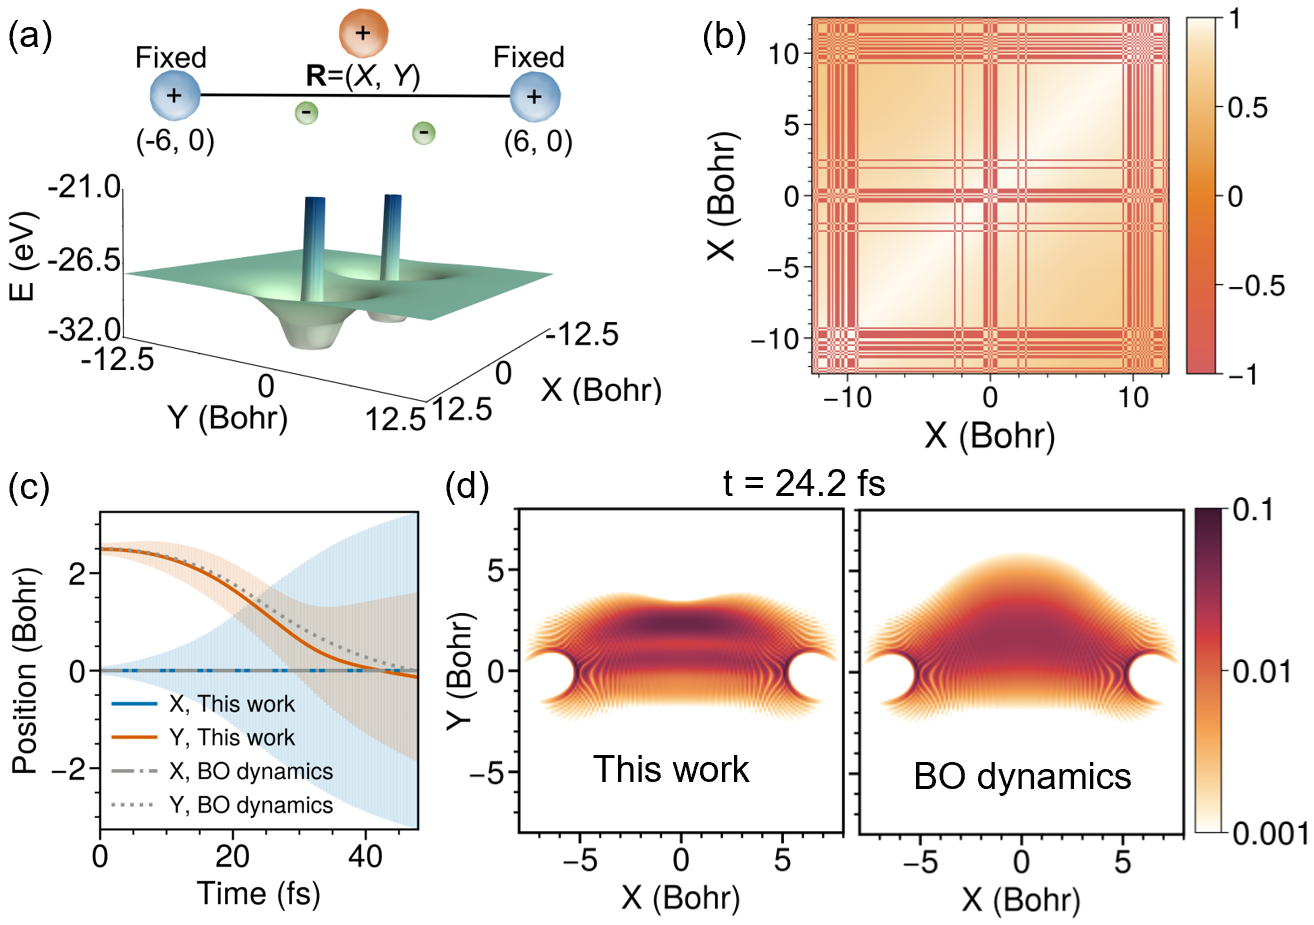 (a)
Fixed
Fixed
+
+
+
R=(X, Y)
-
-
(-6, 0)
(6, 0)
E (eV)
-21.0
-26.5
-32.0
-12.5
0
12.5
Y (Bohr)
12.5
0
-12.5
X (Bohr)
(b)
X (Bohr)
10
5
0
−5
−10
−10
0
10
X (Bohr)
1
0.5
0
−0.5
−1
(c)
Position (Bohr)
2
0
−2
X, This work
Y, This work
X, BO dynamics
Y, BO dynamics
0
20
40
Time (fs)
(d)
t = 24.2 fs
Y (Bohr)
5
0
−5
This work
BO dynamics
−5
0
5
X (Bohr)
−5
0
5
X (Bohr)
0.1
0.01
0.001